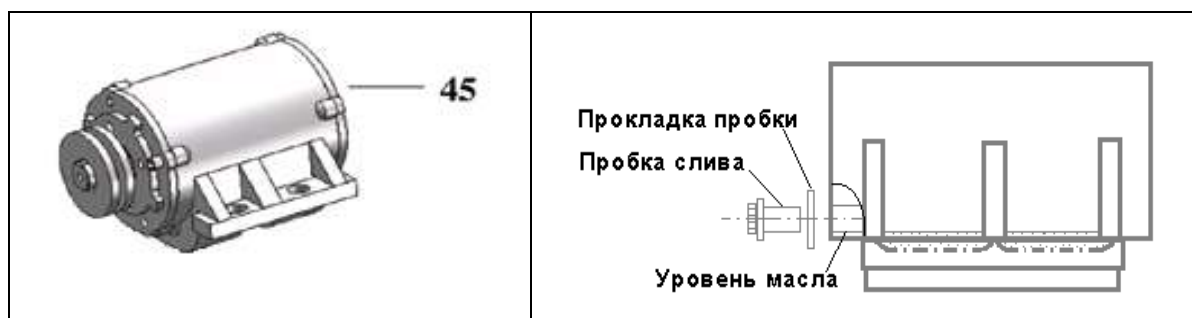 45
Прокладка пробки
Пробка слива
Уровень масла